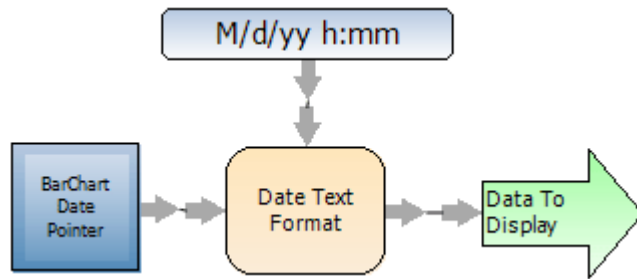 M/d/yy h:mm
BarChart
Date
Pointer
Date Text
Format
Data To
Display